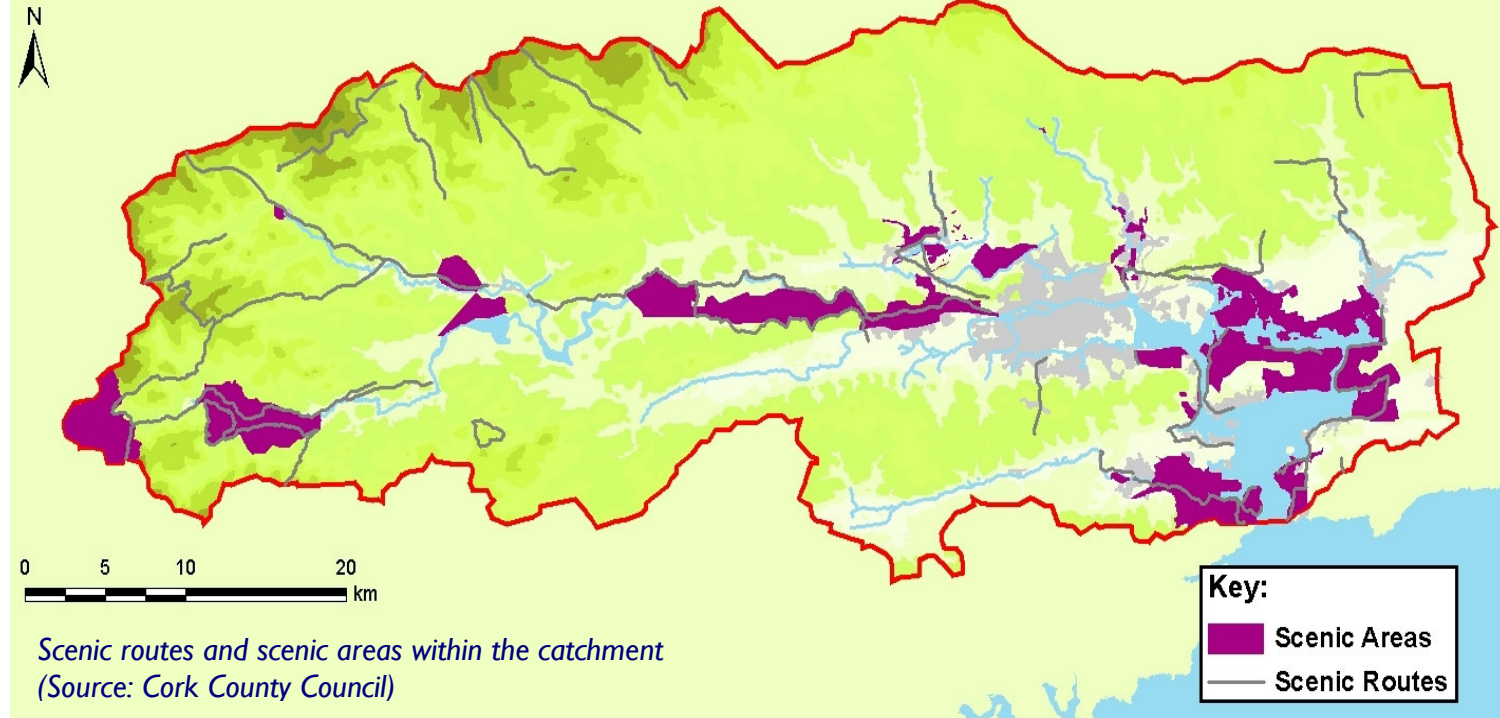 N
0 5 10 20
km
Scenic routes and scenic areas within the catchment
(Source: Cork County Council)
Key:
Scenic Areas
Scenic Routes